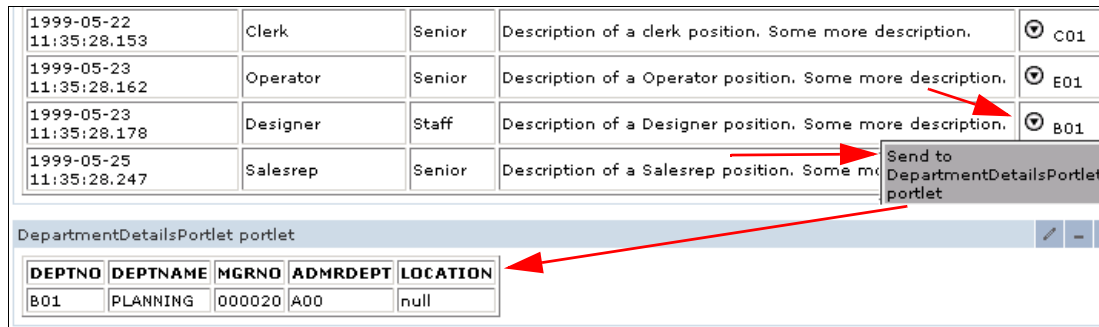 1999-05-22
11:35:28.153
Clerk
Senior
Description of a clerk position. Some more description.
C01
1999-05-23
11:35:28.162
Operator
Senior
Description of a Operator position. Some more description.
E01
1999-05-23
11:35:28.178
Designer
Staff
Description of a Designer position. Some more description.
B01
1999-05-25
11:35:28.247
Salesrep
Senior
Description of a Salesrep position. Some
Send to
DepartmentDetailsPortlet
portlet
DepartmentDetailsPortlet portlet
DEPTNO DEPTNAME MGRNO ADMRDEPT LOCATION
B01 PLANNING 000020 A00 null